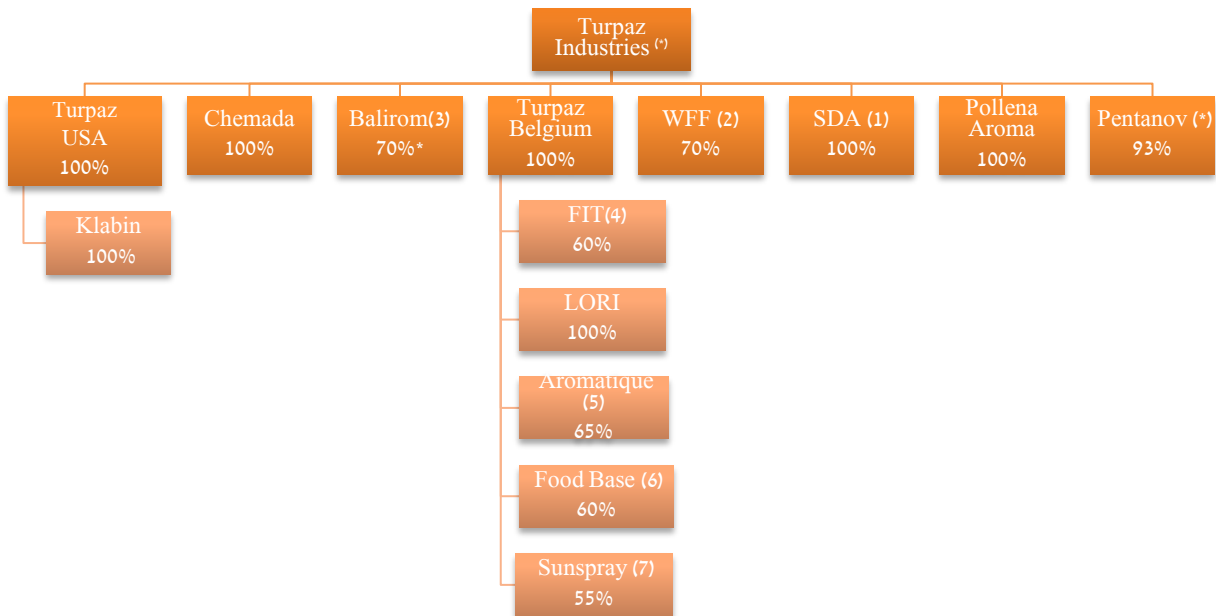 Turpaz
Industries (*)
Turpaz
USA
100%
Chemada
100%
Balirom(3)
70%*
Turpaz
Belgium
100%
WFF (2)
70%
SDA (1)
100%
Pollena
Aroma
100%
Pentanov (*)
93%
Klabin
100%
FIT(4)
60%
LORI
100%
Aromatique
(5)
65%
Food Base (6)
60%
Sunspray (7)
55%